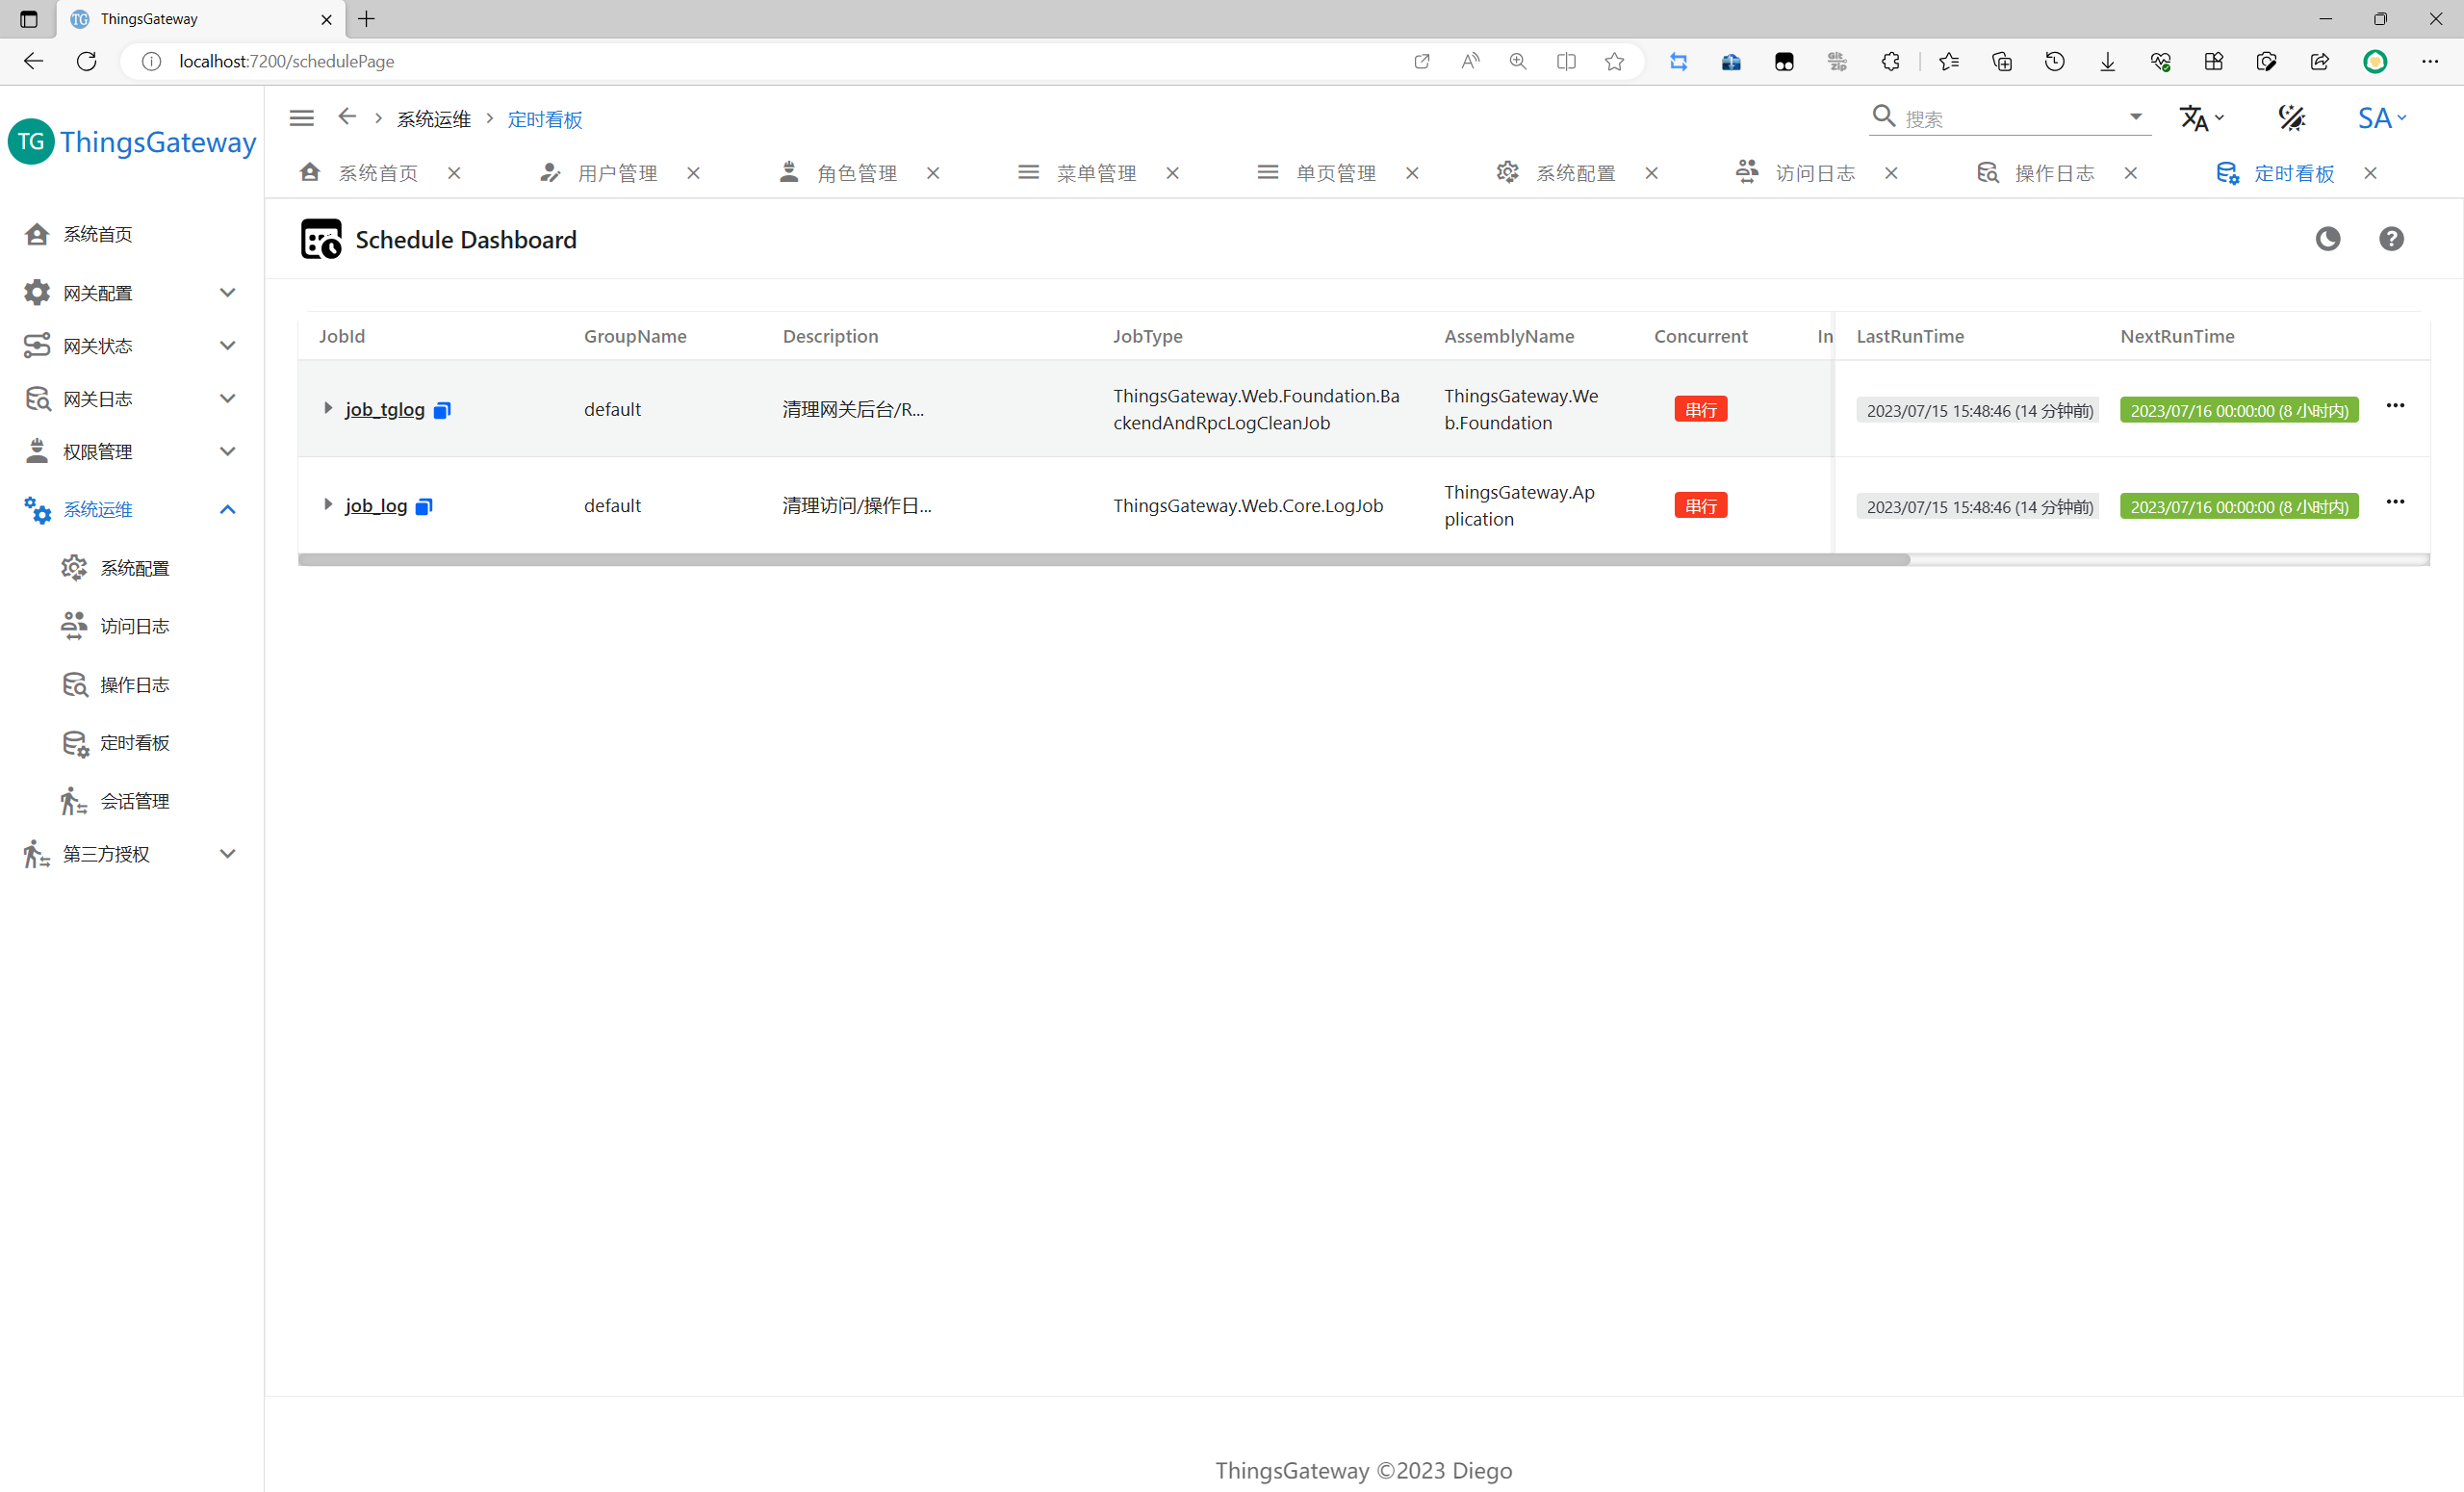 ThingsGateway
localhost:7200/schedulePage
TG ThingsGateway
系统运维 定时看板
搜索
SA
系统首页 用户管理 角色管理 菜单管理 单页管理 系统配置 访问日志 操作日志 定时看板
系统首页
网关配置
网关状态
网关日志
权限管理
系统运维
系统配置
访问日志
操作日志
定时看板
会话管理
第三方授权
Schedule Dashboard
JobId GroupName Description JobType AssemblyName Concurrent In LastRunTime NextRunTime
job_tglog default 清理网关后台/R... ThingsGateway.Web.Foundation.Ba ThingsGateway.We 串行 2023/07/15 15:48:46 (14 分钟前) 2023/07/16 00:00:00 (8 小时内) ...
ckendAndRpcLogCleanJob b.Foundation
job_log default 清理访问/操作日... ThingsGateway.Web.Core.LogJob ThingsGateway.Ap 串行 2023/07/15 15:48:46 (14 分钟前) 2023/07/16 00:00:00 (8 小时内) ...
plication
ThingsGateway ©2023 Diego